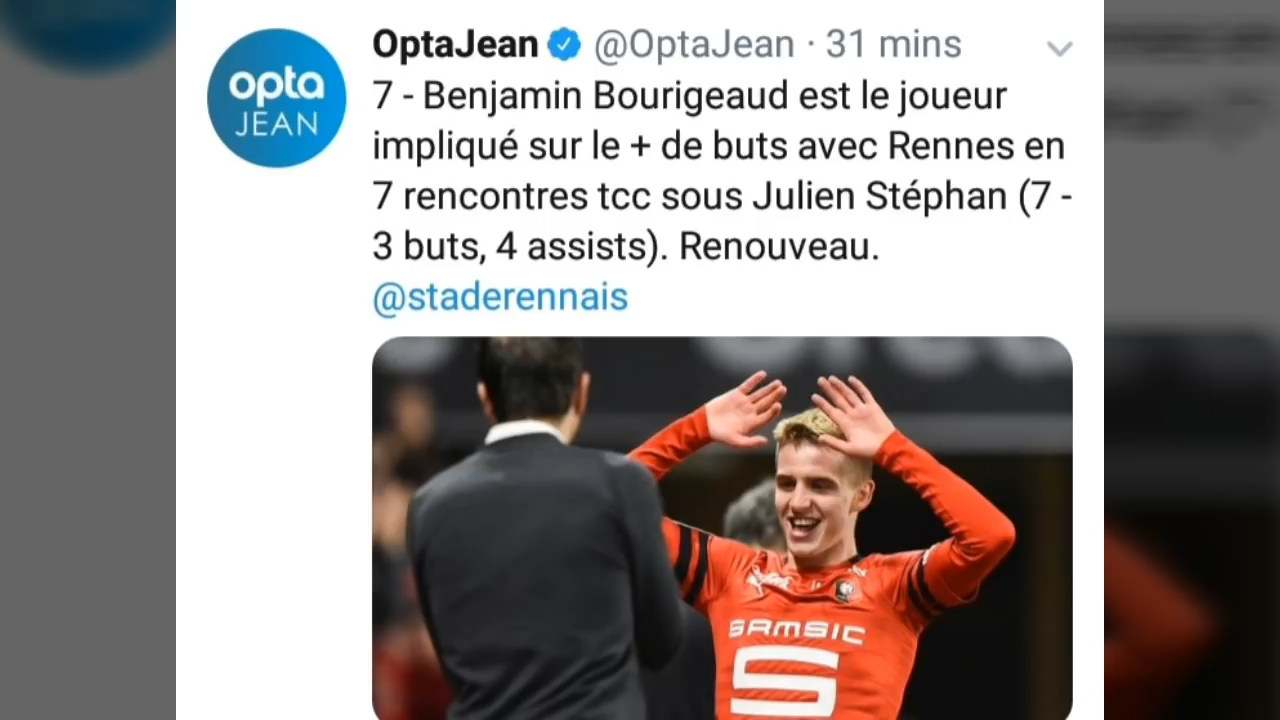 opta
JEAN
OptaJean @OptaJean · 31 mins
7 - Benjamin Bourigeaud est le joueur
impliqué sur le + de buts avec Rennes en
7 rencontres tcc sous Julien Stéphan (7 -
3 buts, 4 assists). Renouveau.
@staderennais
SAMSIC
S